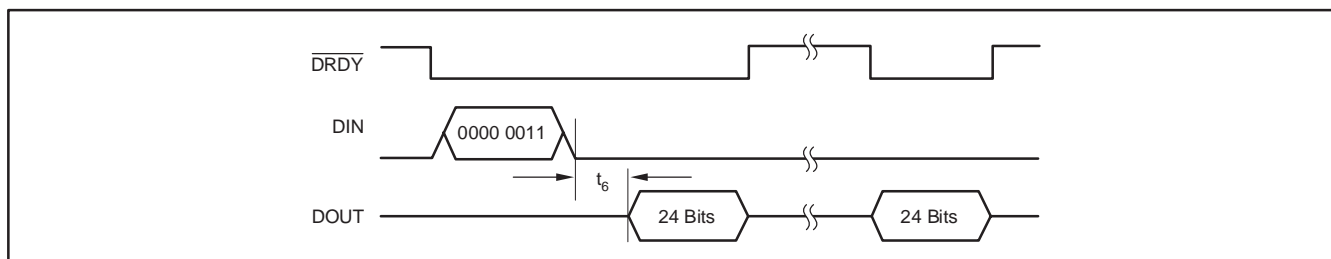 DRDY
DIN
0000 0011
t6
DOUT
24 Bits
24 Bits